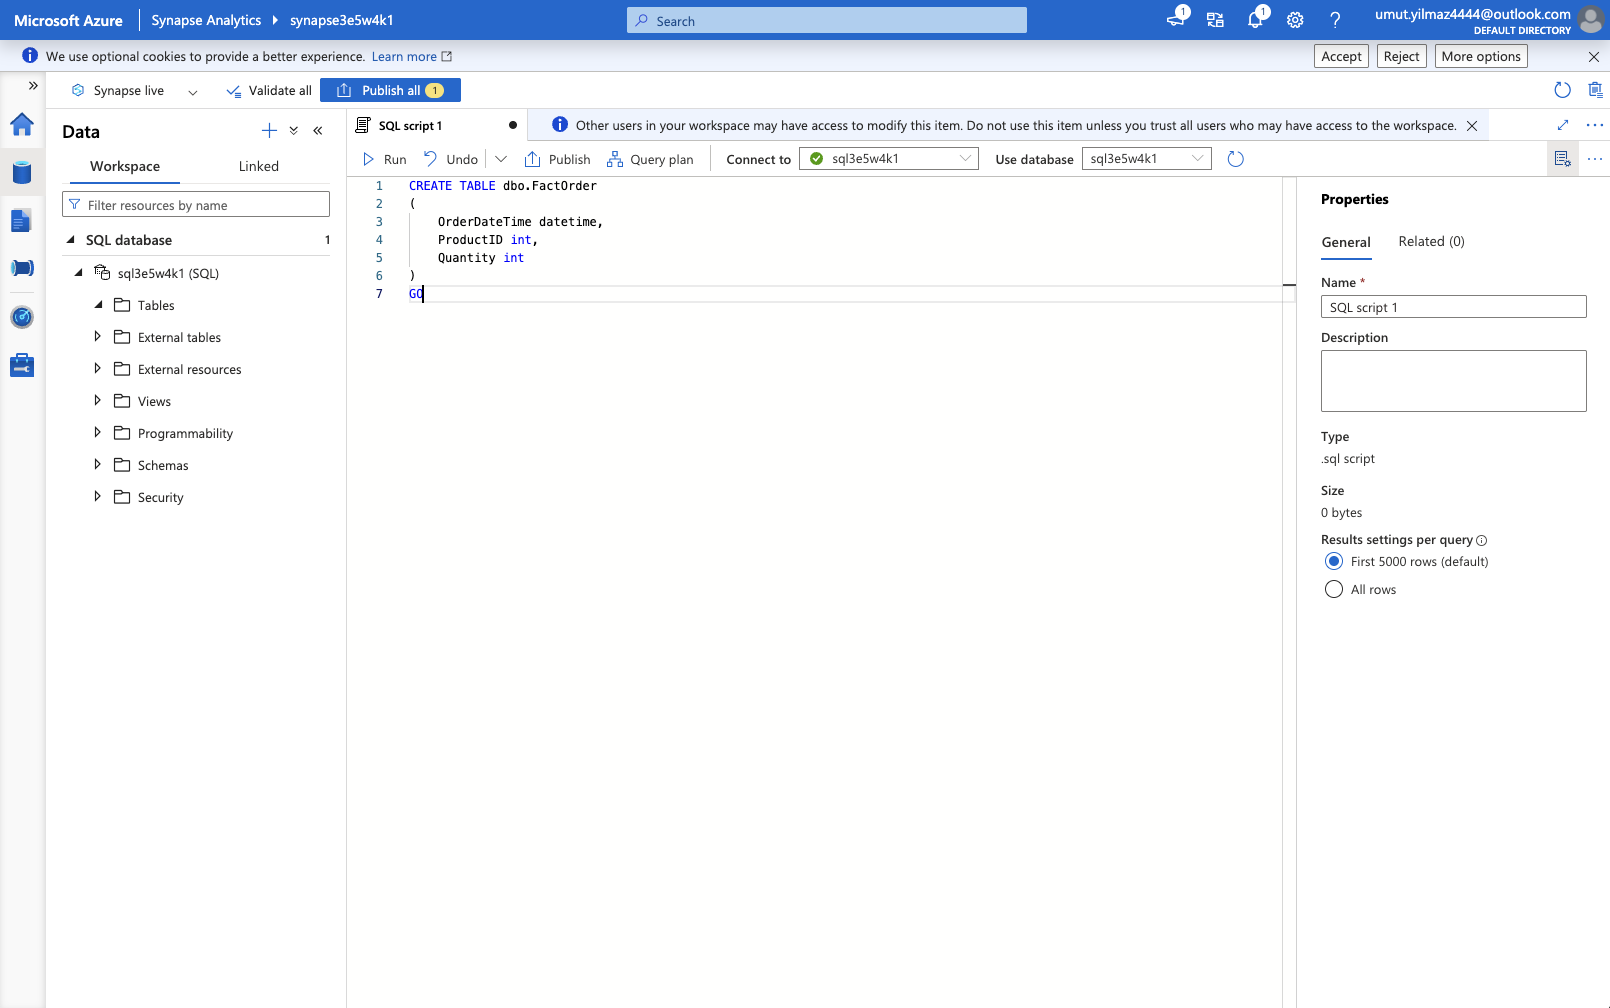 Microsoft Azure
Synapse Analytics
synapse3e5w4k1
Search
1
1
umut.yilmaz4444@outlook.com
DEFAULT DIRECTORY
We use optional cookies to provide a better experience. Learn more
Accept
Reject
More options
Synapse live
Validate all
Publish all
1
Data
Workspace
Linked
Filter resources by name
SQL database
1
sql3e5w4k1 (SQL)
Tables
External tables
External resources
Views
Programmability
Schemas
Security
SQL script 1
Other users in your workspace may have access to modify this item. Do not use this item unless you trust all users who may have access to the workspace.
Run
Undo
Publish
Query plan
Connect to
sql3e5w4k1
Use database
sql3e5w4k1
1 CREATE TABLE dbo.FactOrder
2 (
3 OrderDateTime datetime,
4 ProductID int,
5 Quantity int
6 )
7 GO
Properties
General
Related (0)
Name *
SQL script 1
Description
Type
.sql script
Size
0 bytes
Results settings per query
First 5000 rows (default)
All rows